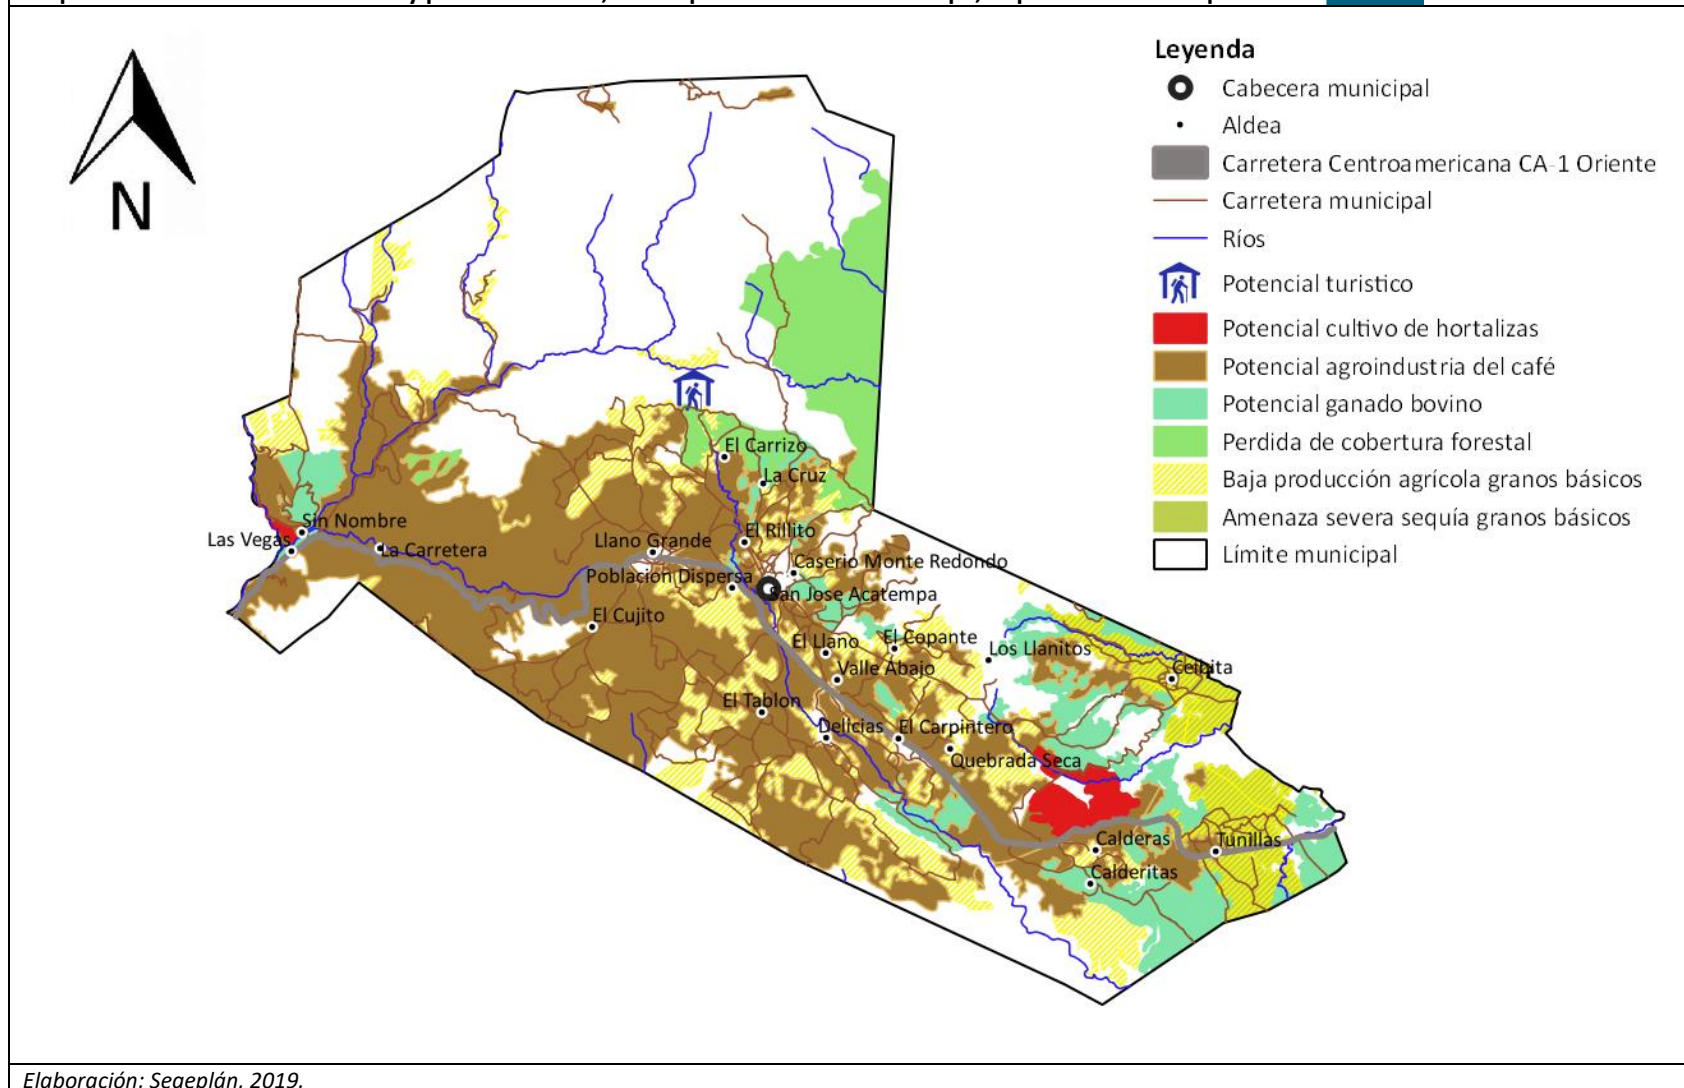 N
Leyenda
Cabecera municipal
Aldea
Carretera Centroamericana CA-1 Oriente
Carretera municipal
Ríos
Potencial turistico
Potencial cultivo de hortalizas
Potencial agroindustria del café
Potencial ganado bovino
Perdida de cobertura forestal
Baja producción agrícola granos básicos
Amenaza severa sequía granos básicos
Límite municipal
El Carrizo
La Cruz
Sin Nombre
Las Vegas
La Carretera
Llano Grande
El Rillito
Caserio Monte Redondo
Población Dispersa
San Jose Acatempa
El Cujito
El Llano
El Copante
Los Llanitos
Valle Abajo
Ceibita
El Tablon
Delicias
El Carpintero
Quebrada Seca
Calderas
Tunillas
Calderitas
Elaboración: Segeplán, 2019.